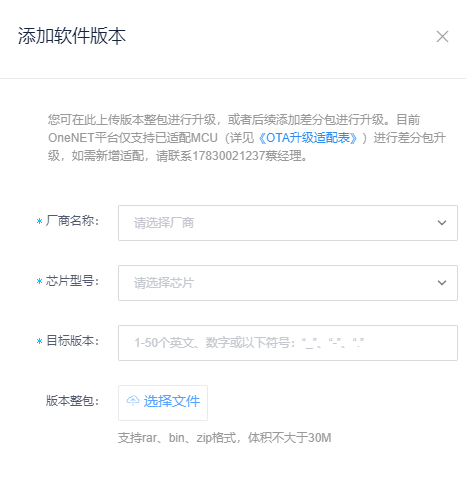 添加软件版本
您可在此上传版本整包进行升级，或者后续添加差分包进行升级。目前
OneNET平台仅支持已适配MCU（详见《OTA升级适配表》）进行差分包升
级，如需新增适配，请联系17830021237蔡经理。
* 厂商名称： 请选择厂商
* 芯片型号： 请选择芯片
* 目标版本： 1-50个英文、数字或以下符号：“_”、“-”、“.”
版本整包： 选择文件
支持rar、bin、zip格式，体积不大于30M